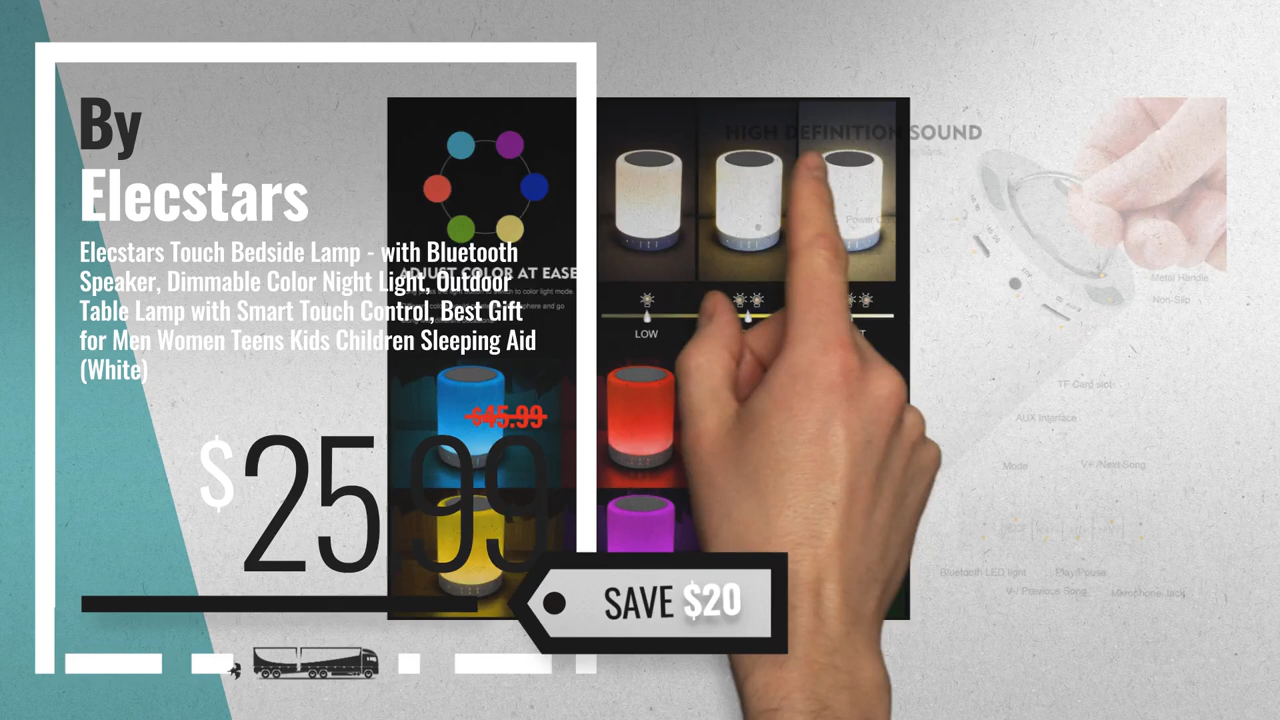 By
Elecstars
Elecstars Touch Bedside Lamp - with Bluetooth
Speaker, Dimmable Color Night Light, Outdoor
Table Lamp with Smart Touch Control, Best Gift
for Men Women Teens Kids Children Sleeping Aid
(White)
$45.99
$25.99
SAVE $20
ADJUST COLOR AT EASE
LOW
HIGH DEFINITION SOUND
Metal Handle
Non-Slip
TF Card slot
AUX Interface
Mode
V+ /Next Song
Bluetooth LED light
Play/Pause
V-/ Previous Song
Microphone Jack